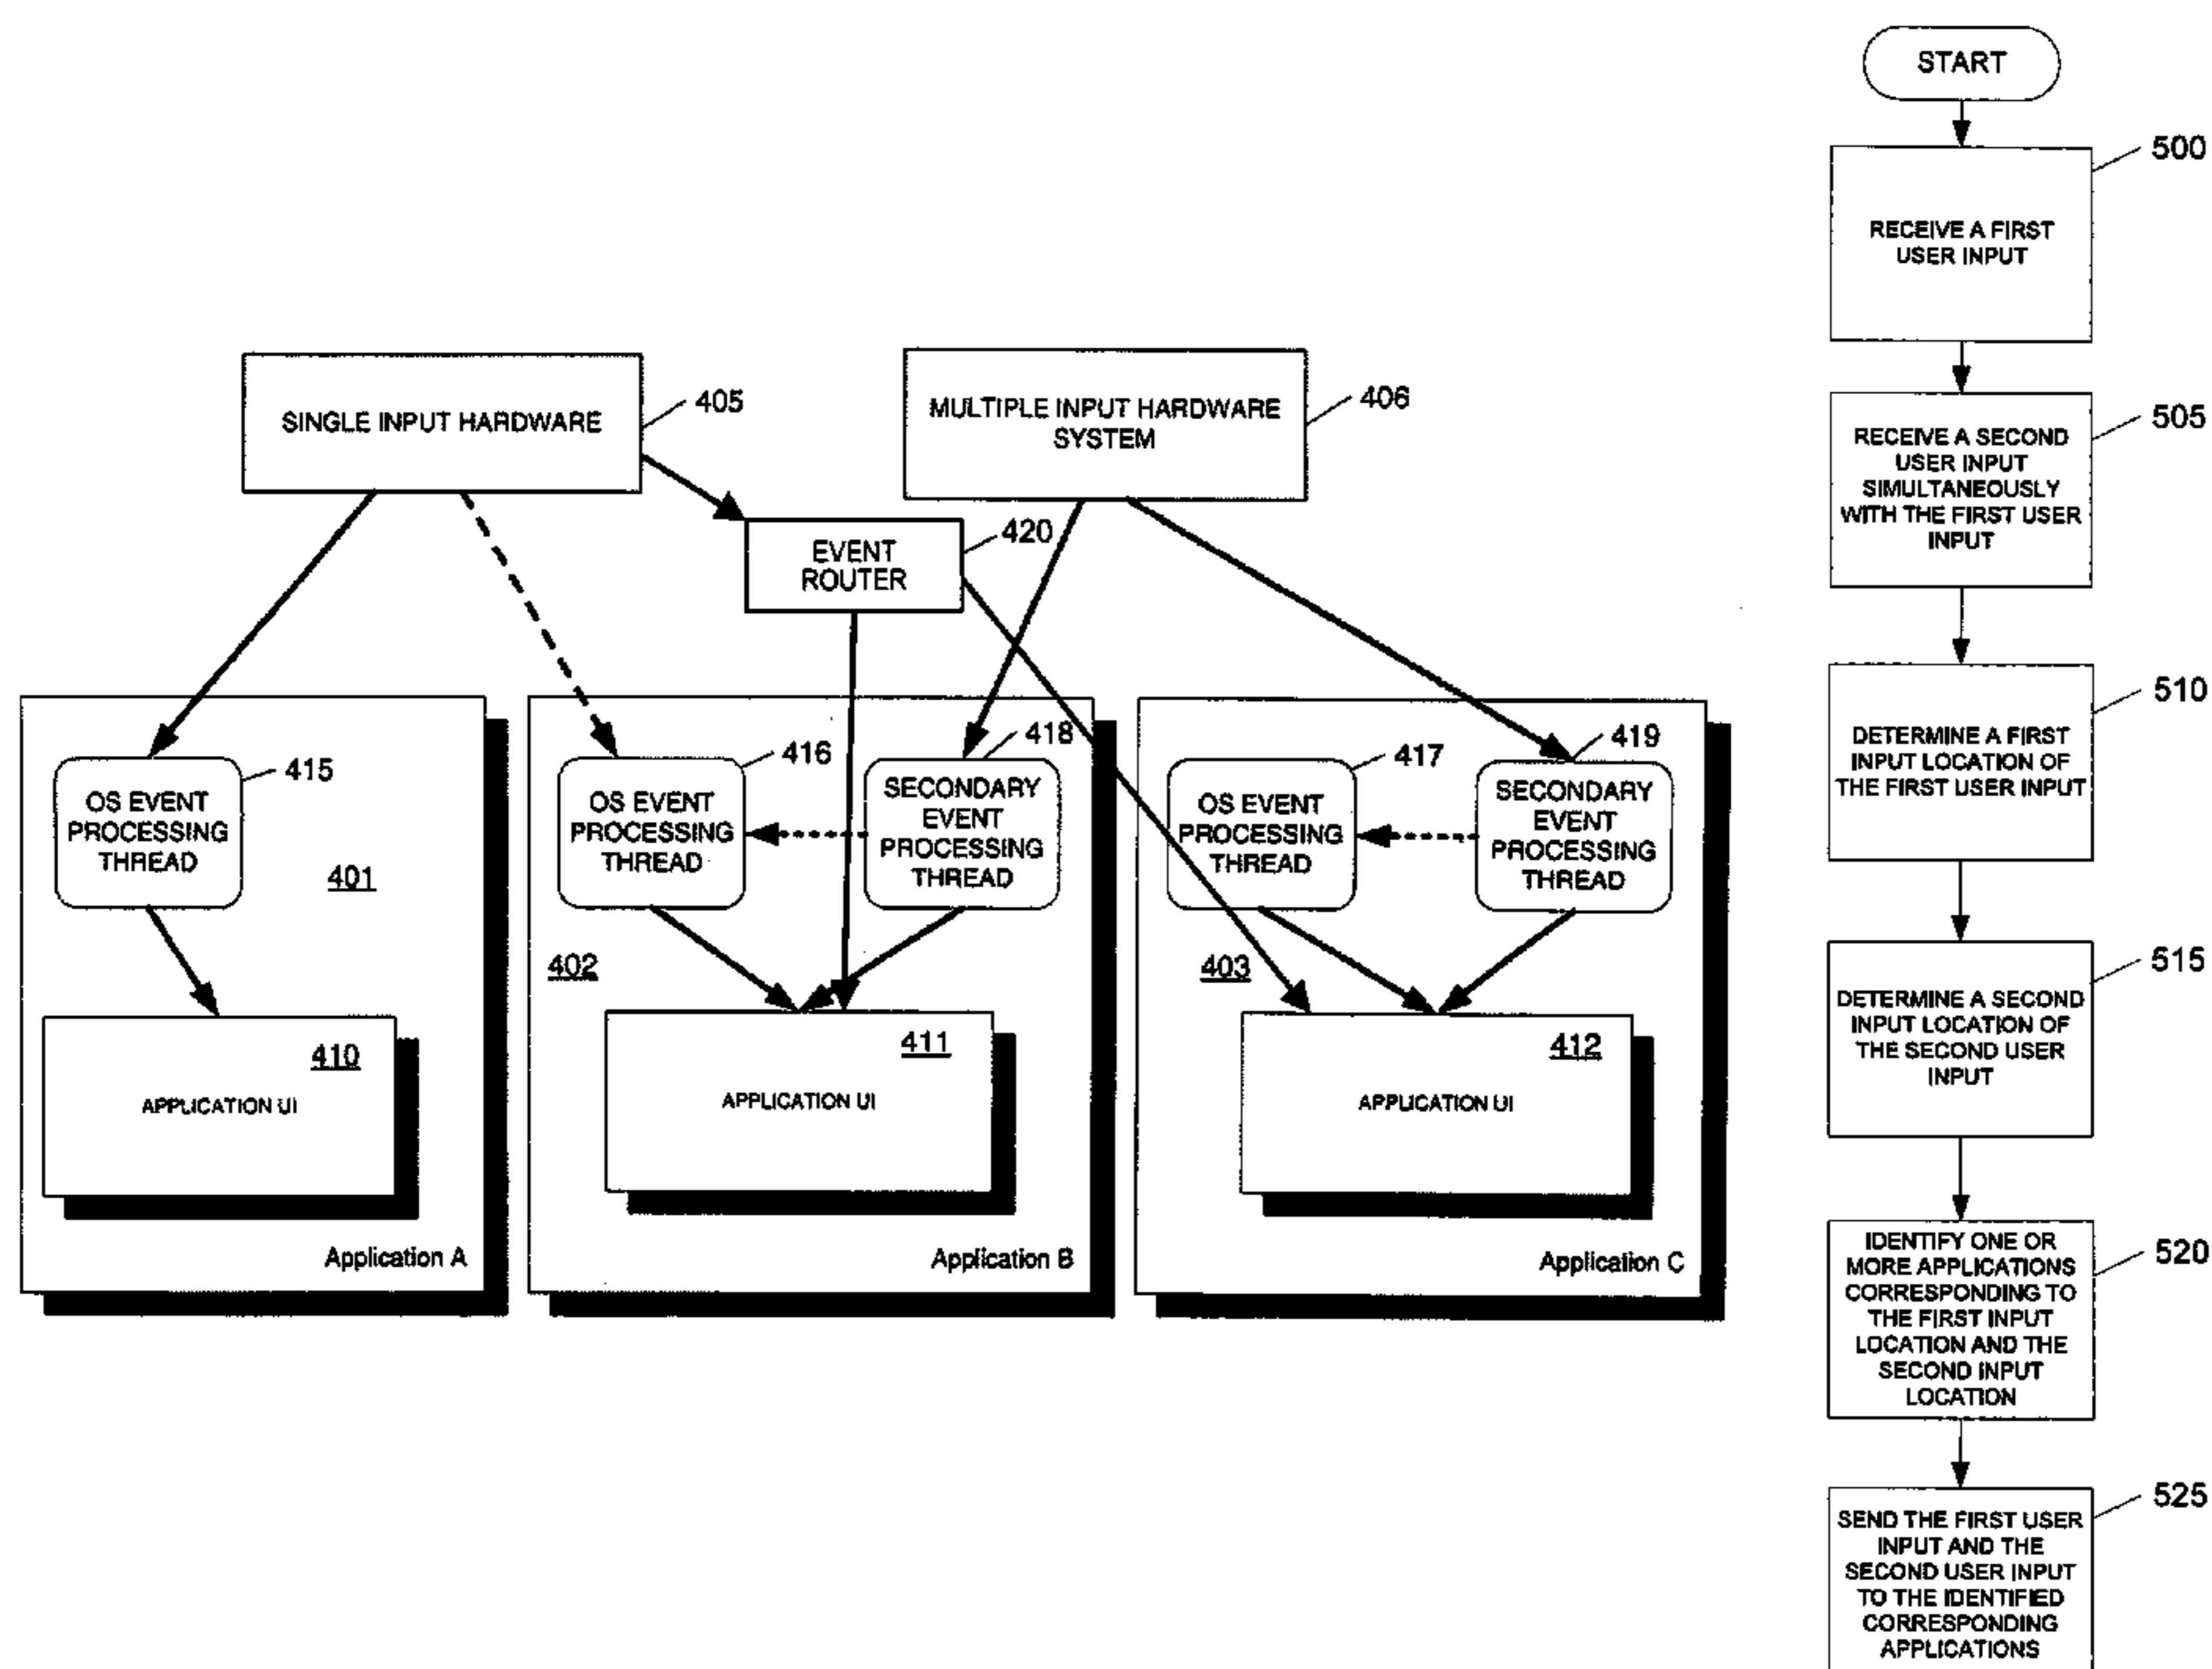 SINGLE INPUT HARDWARE
405
MULTIPLE INPUT HARDWARE
SYSTEM
406
EVENT
ROUTER
420
OS EVENT
PROCESSING
THREAD
415
401
410
APPLICATION UI
Application A
OS EVENT
PROCESSING
THREAD
416
SECONDARY
EVENT
PROCESSING
THREAD
418
402
411
APPLICATION UI
Application B
OS EVENT
PROCESSING
THREAD
417
SECONDARY
EVENT
PROCESSING
THREAD
419
403
412
APPLICATION UI
Application C
START
500
RECEIVE A FIRST
USER INPUT
505
RECEIVE A SECOND
USER INPUT
SIMULTANEOUSLY
WITH THE FIRST USER
INPUT
510
DETERMINE A FIRST
INPUT LOCATION OF
THE FIRST USER INPUT
515
DETERMINE A SECOND
INPUT LOCATION OF
THE SECOND USER
INPUT
520
IDENTIFY ONE OR
MORE APPLICATIONS
CORRESPONDING TO
THE FIRST INPUT
LOCATION AND THE
SECOND INPUT
LOCATION
525
SEND THE FIRST USER
INPUT AND THE
SECOND USER INPUT
TO THE IDENTIFIED
CORRESPONDING
APPLICATIONS